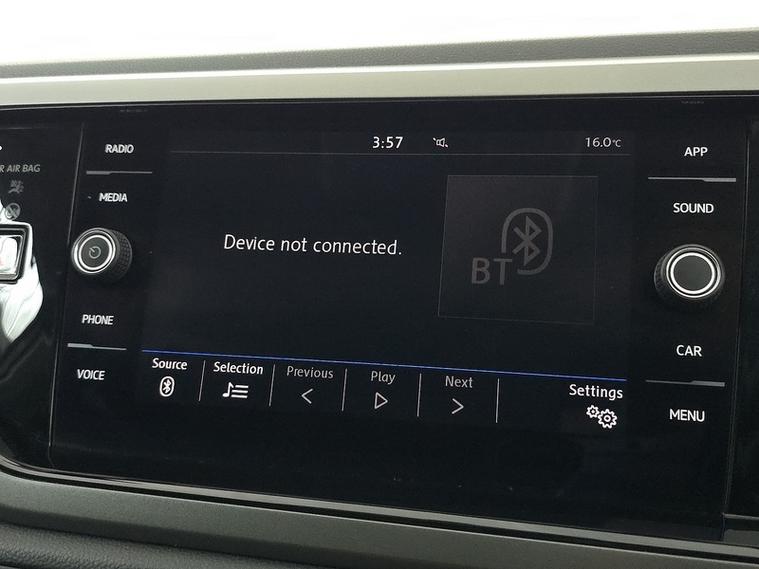 RADIO
3:57
16.0°C
APP
R AIR BAG
MEDIA
SOUND
Device not connected.
BT
PHONE
CAR
VOICE
Source
Selection
Previous
Play
Next
Settings
MENU